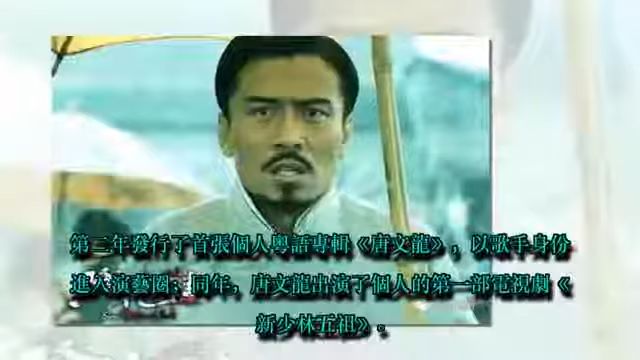 第二年發行了首張個人粵語專輯《唐文龍》，以歌手身份
進入演藝圈；同年，唐文龍出演了個人的第一部電視劇《
新少林五祖》。